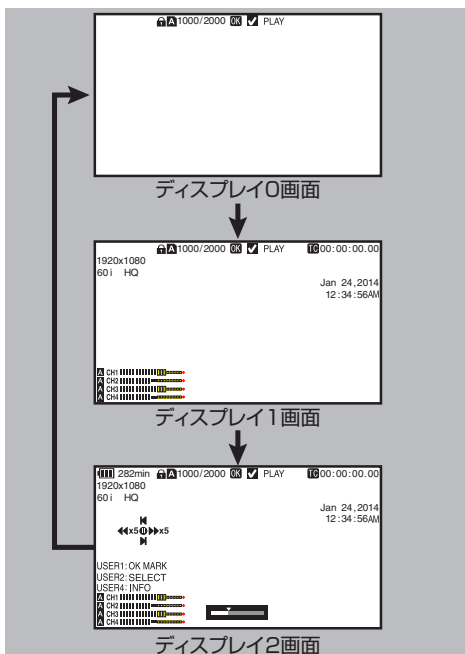 A 1000/2000 OK PLAY
ディスプレイ0画面
A 1000/2000 OK PLAY TC 00:00:00.00
1920x1080
60i HQ
Jan 24,2014
12:34:56AM
A CH1
A CH2
A CH3
A CH4
ディスプレイ1画面
282min A 1000/2000 OK PLAY TC 00:00:00.00
1920x1080
60i HQ
Jan 24,2014
12:34:56AM
x5 x5
USER1: OK MARK
USER2: SELECT
USER4: INFO
A CH1
A CH2
A CH3
A CH4
ディスプレイ2画面